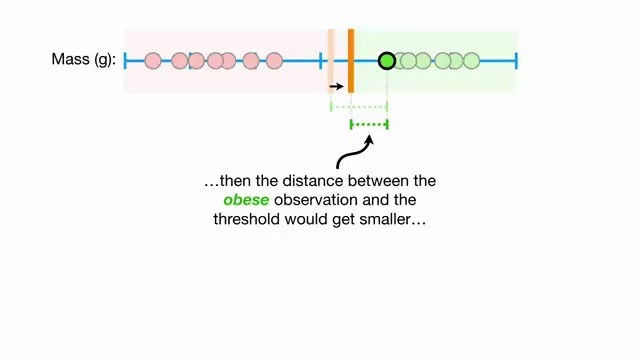 Mass (g):
…then the distance between the
obese observation and the
threshold would get smaller…